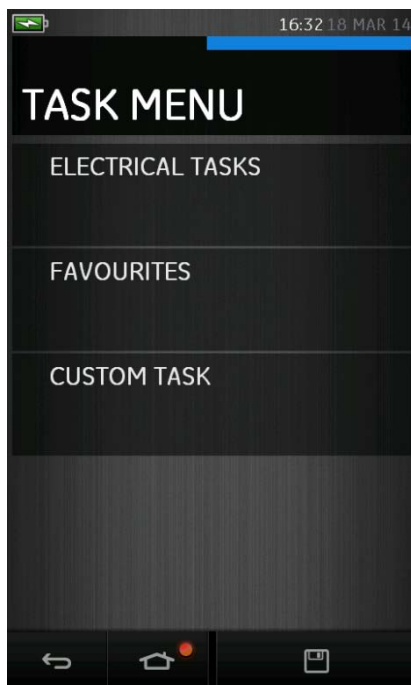 16:32 18 MAR 14
TASK MENU
ELECTRICAL TASKS
FAVOURITES
CUSTOM TASK